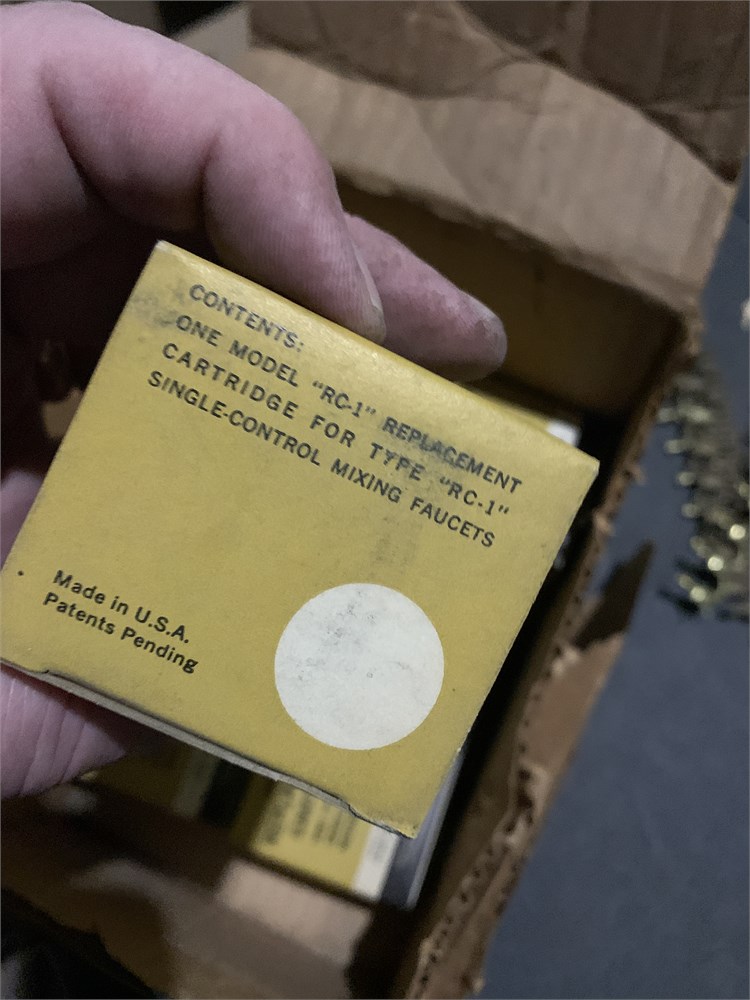 CONTENTS:
ONE MODEL "RC-1" REPLACEMENT
CARTRIDGE FOR TYPE "RC-1"
SINGLE-CONTROL MIXING FAUCETS
Made in U.S.A.
Patents Pending